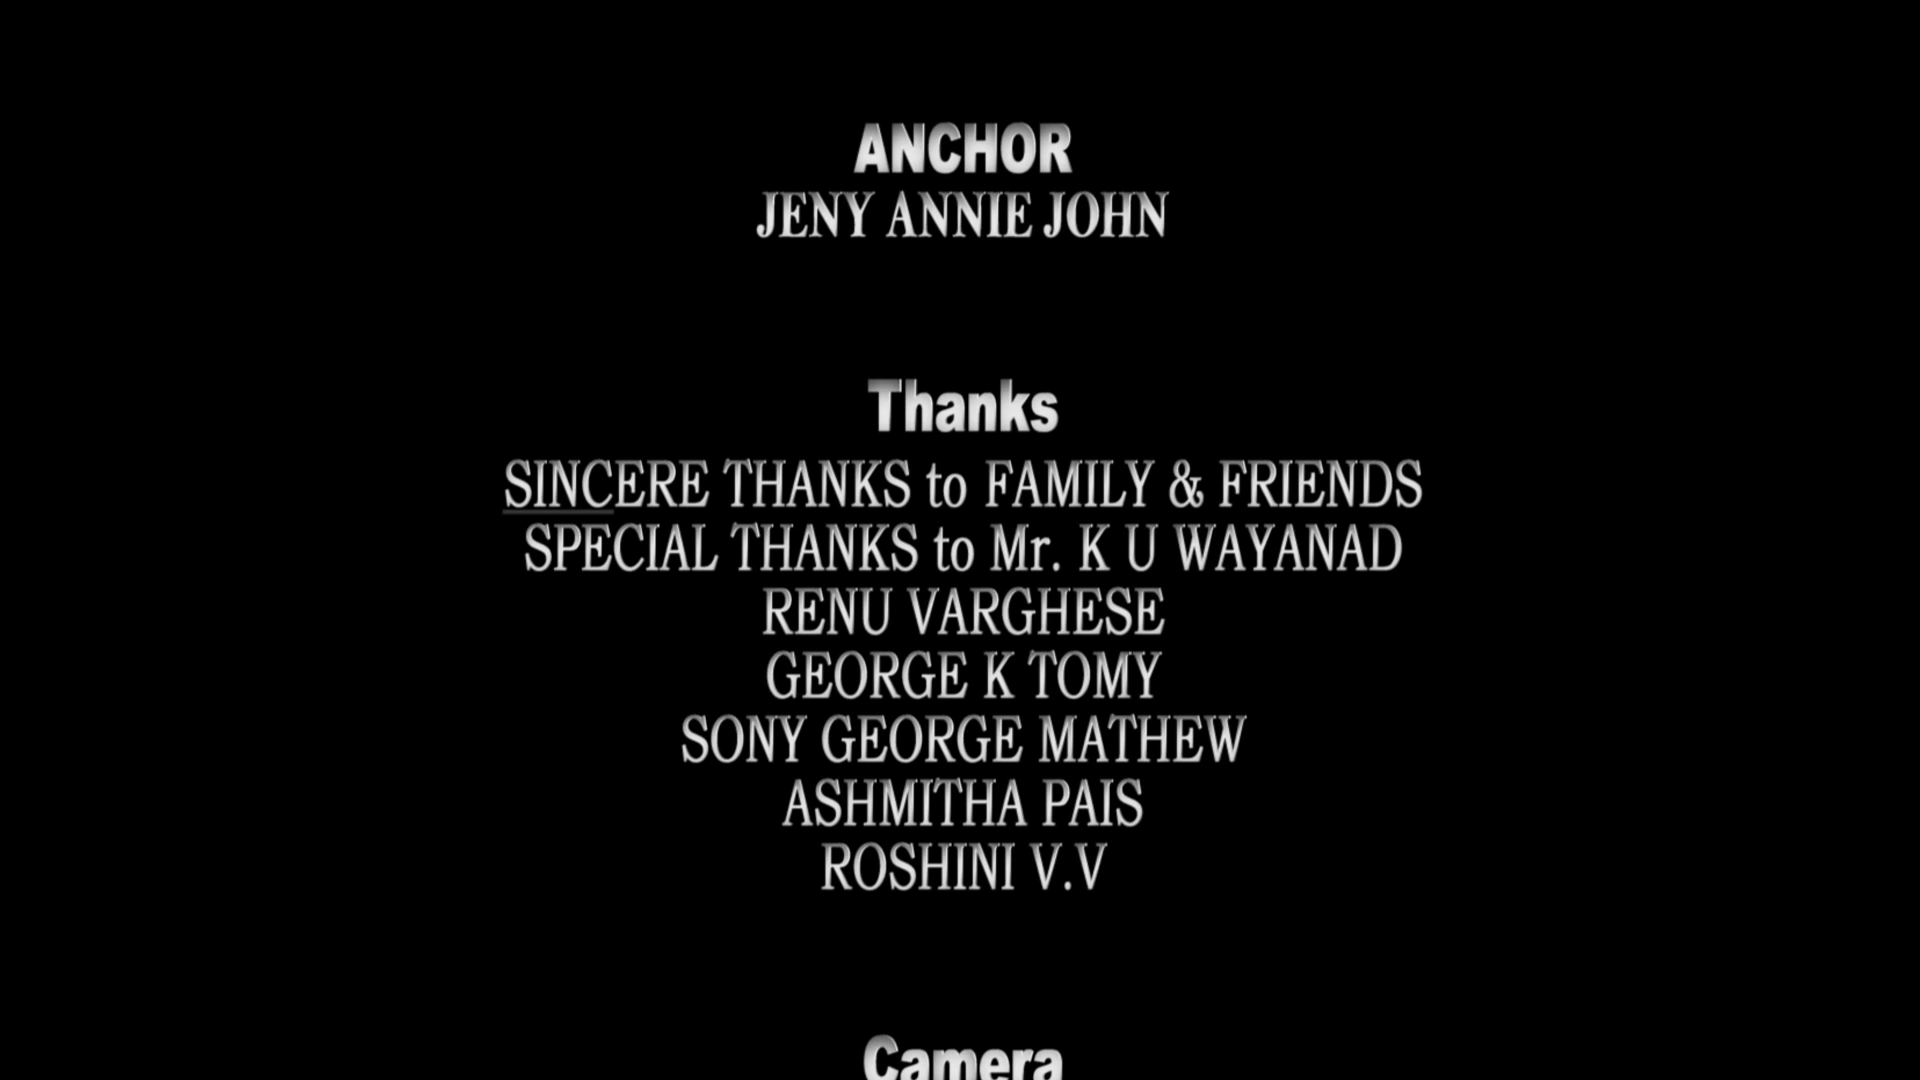 ANCHOR
JENY ANNIE JOHN
Thanks
SINCERE THANKS to FAMILY & FRIENDS
SPECIAL THANKS to Mr. K U WAYANAD
RENU VARGHESE
GEORGE K TOMY
SONY GEORGE MATHEW
ASHMITHA PAIS
ROSHINI V.V
Camera